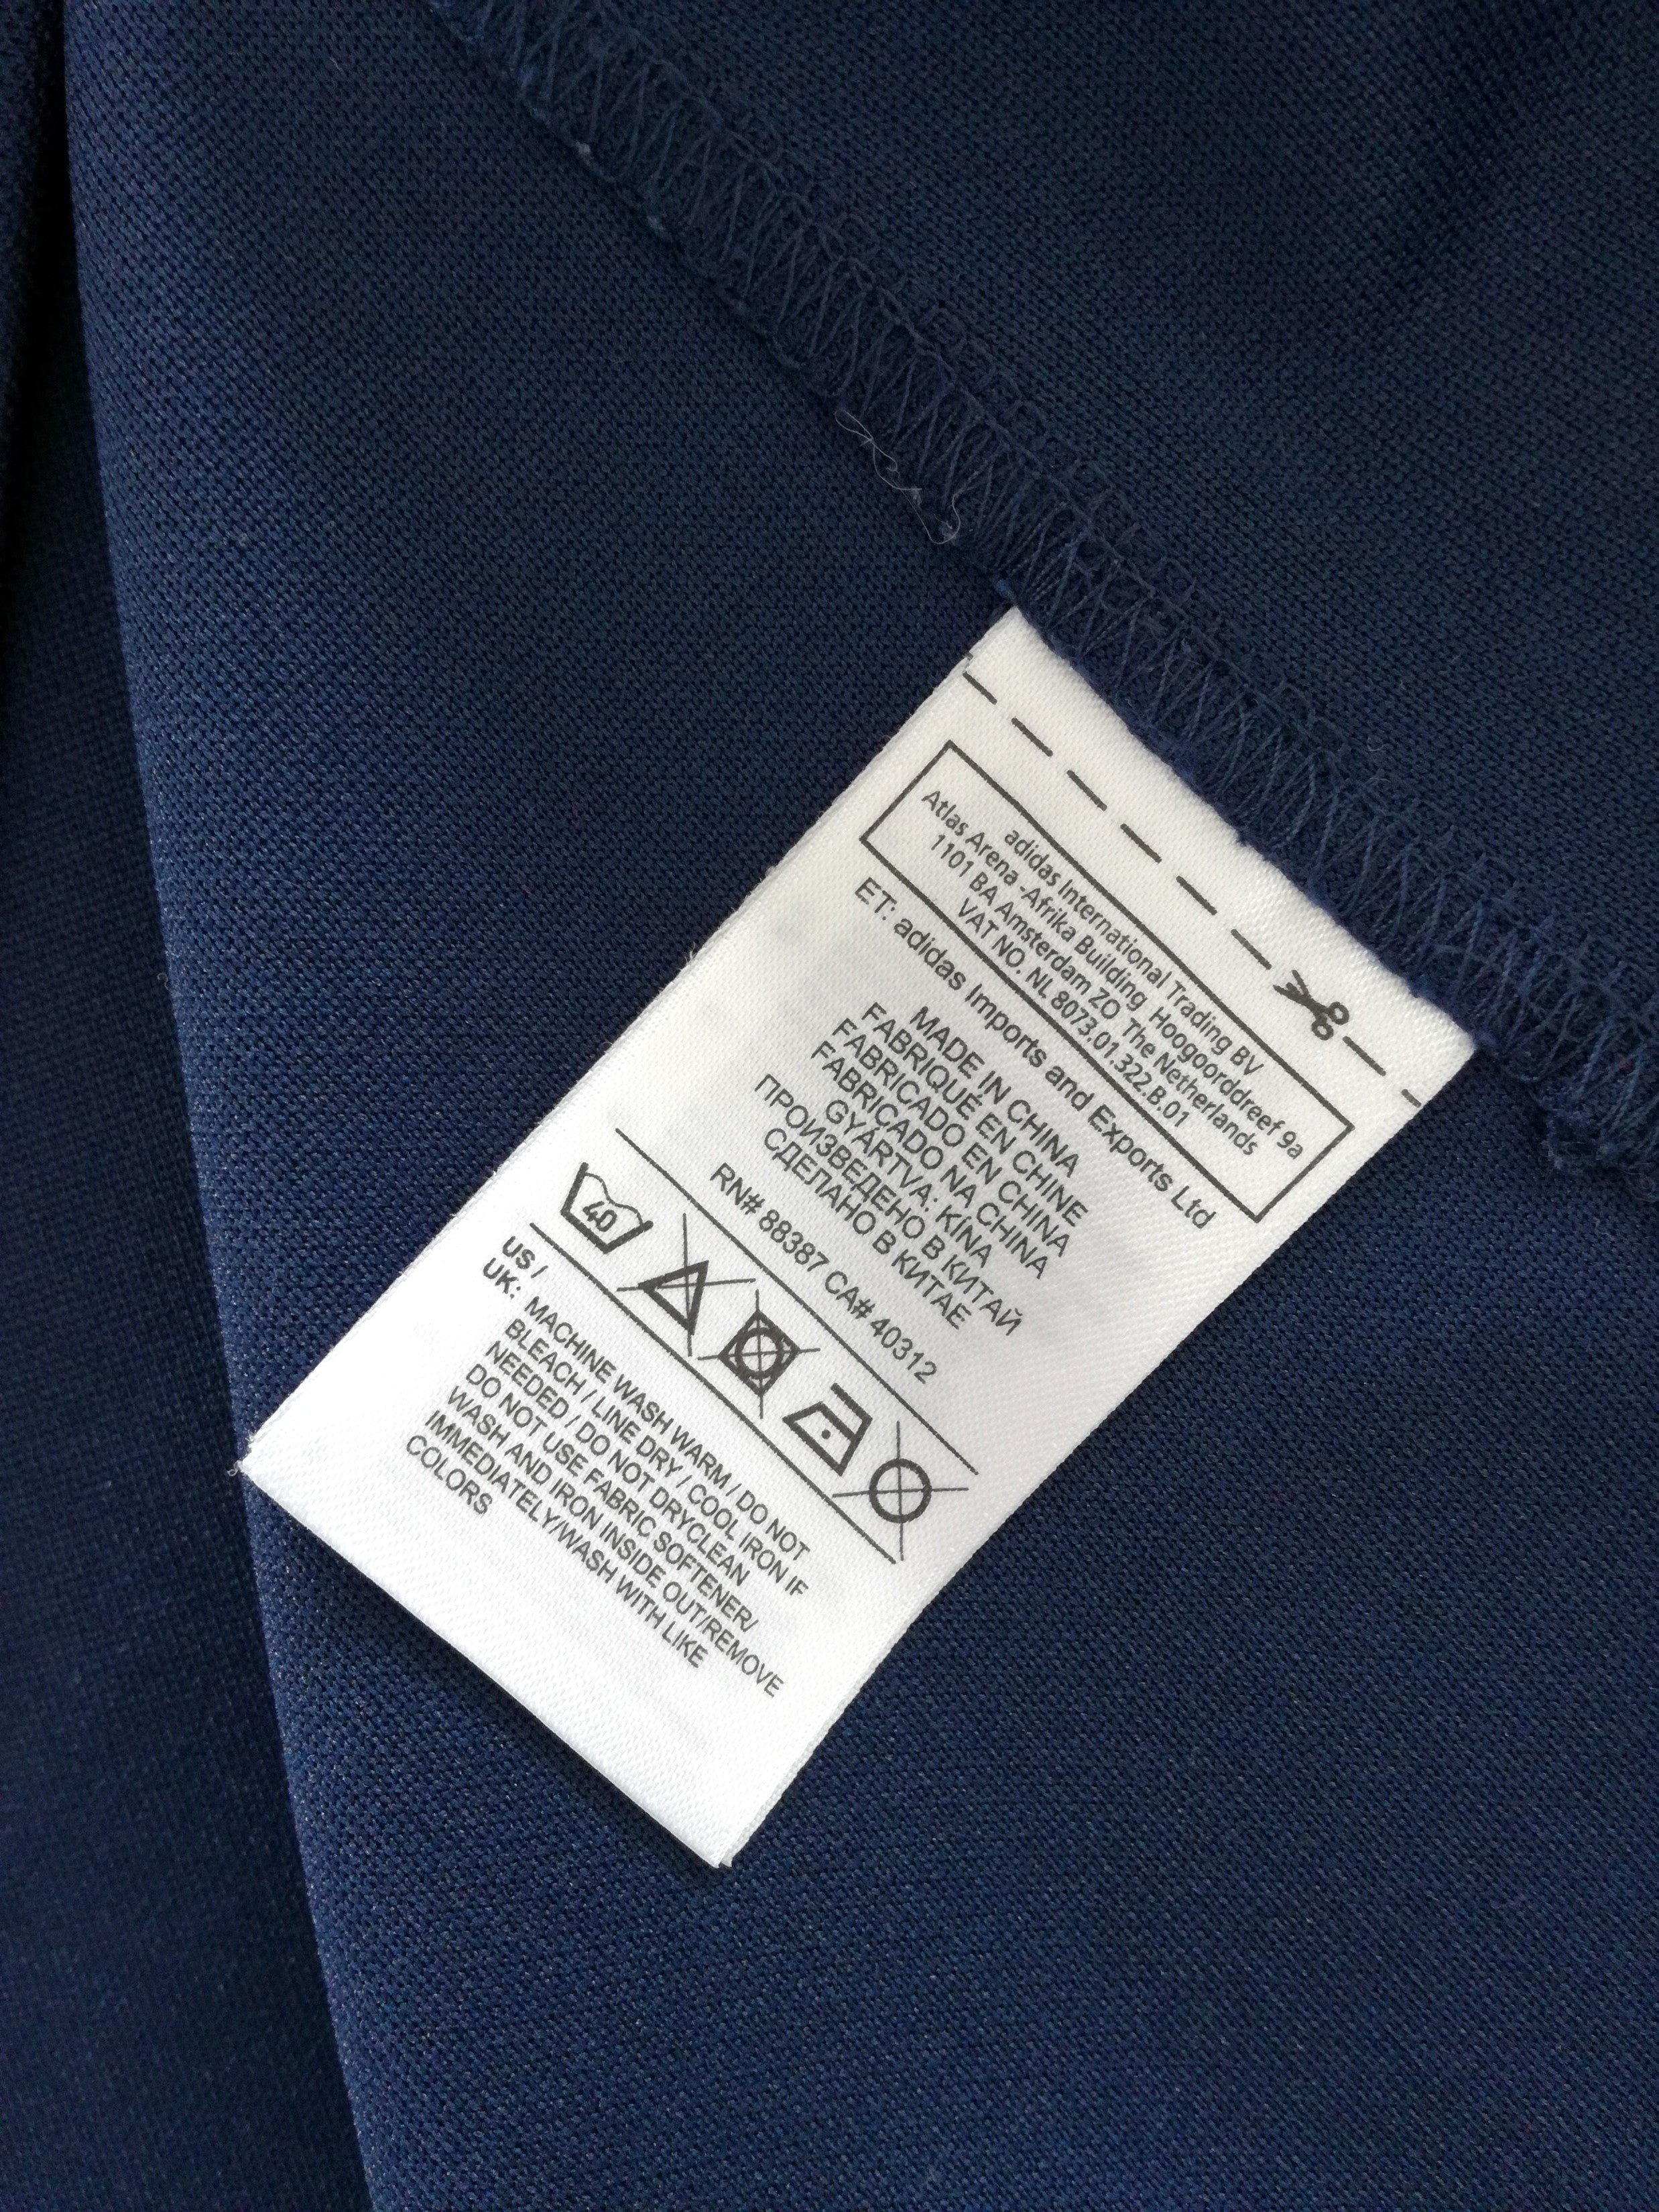 adidas International Trading BV
Atlas Arena -Afrika Building Hoogoorddreef 9a
1101 BA Amsterdam ZO The Netherlands
VAT NO. NL 8073.01.322.B.01
ET: adidas Imports and Exports Ltd
MADE IN CHINA
FABRIQUÉ EN CHINE
FABRICADO EN CHINA
FABRICADO NA CHINA
GYÁRTVA: KÍNA
ПРОИЗВЕДЕНО В КИТАЙ
СДЕЛАНО В КИТАЕ
RN# 88387 CA# 40312
40
US /
UK: MACHINE WASH WARM / DO NOT
BLEACH / LINE DRY / COOL IRON IF
NEEDED / DO NOT DRYCLEAN
DO NOT USE FABRIC SOFTENER/
WASH AND IRON INSIDE OUT/REMOVE
IMMEDIATELY/WASH WITH LIKE
COLORS